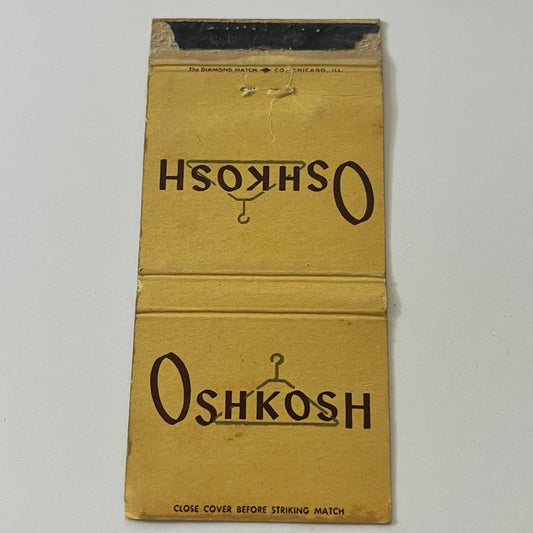 The DIAMOND MATCH CO., CHICAGO, ILL.
OSHKOSH
OSHKOSH
CLOSE COVER BEFORE STRIKING MATCH